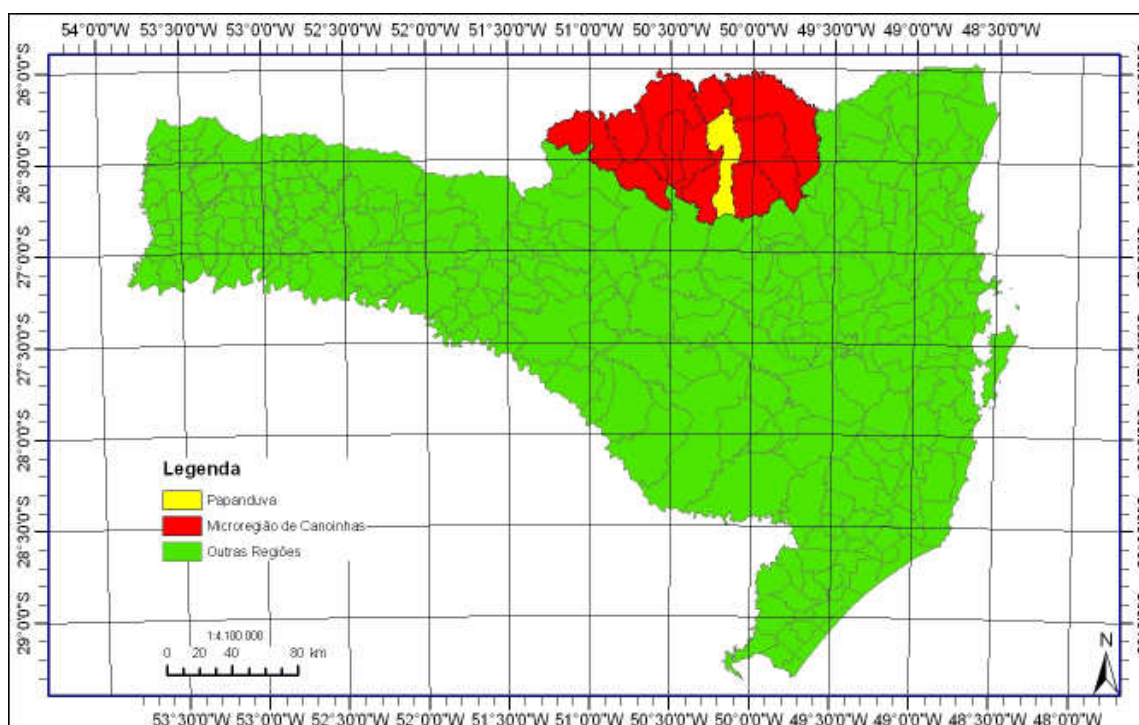 54°0'0"W 53°30'0"W 53°0'0"W 52°30'0"W 52°0'0"W 51°30'0"W 51°0'0"W 50°30'0"W 50°0'0"W 49°30'0"W 49°0'0"W 48°30'0"W
26°0'0"S
26°30'0"S
27°0'0"S
27°30'0"S
28°0'0"S
28°30'0"S
29°0'0"S
Legenda
Papanduva
Microregião de Canoinhas
Outras Regiões
1:4.100.000
0 20 40 80 km
N
53°30'0"W 53°0'0"W 52°30'0"W 52°0'0"W 51°30'0"W 51°0'0"W 50°30'0"W 50°0'0"W 49°30'0"W 49°0'0"W 48°30'0"W 48°0'0"W